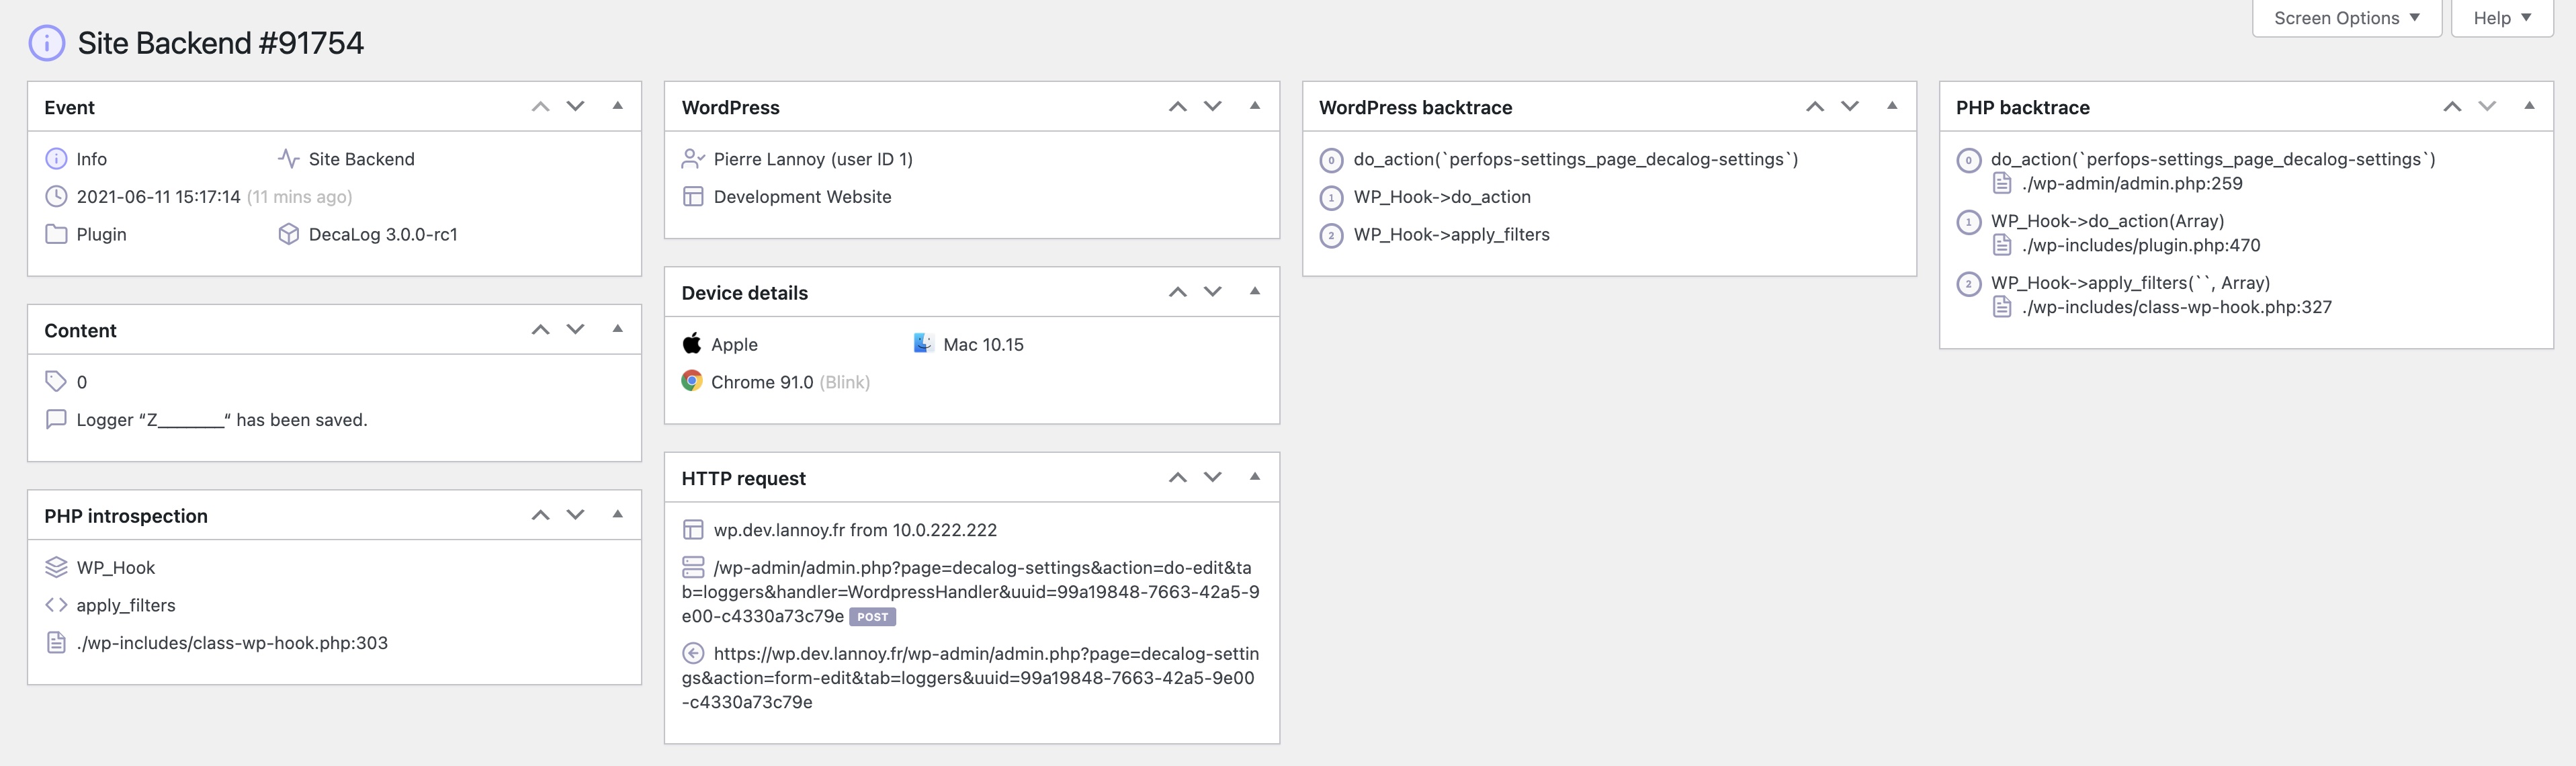 Screen Options ▼
Help ▼
Site Backend #91754
Event
Info
Site Backend
2021-06-11 15:17:14 (11 mins ago)
Plugin
DecaLog 3.0.0-rc1
Content
0
Logger “Z_______“ has been saved.
PHP introspection
WP_Hook
apply_filters
./wp-includes/class-wp-hook.php:303
WordPress
Pierre Lannoy (user ID 1)
Development Website
Device details
Apple
Mac 10.15
Chrome 91.0 (Blink)
HTTP request
wp.dev.lannoy.fr from 10.0.222.222
/wp-admin/admin.php?page=decalog-settings&action=do-edit&ta
b=loggers&handler=WordpressHandler&uuid=99a19848-7663-42a5-9
e00-c4330a73c79e POST
https://wp.dev.lannoy.fr/wp-admin/admin.php?page=decalog-settin
gs&action=form-edit&tab=loggers&uuid=99a19848-7663-42a5-9e00
-c4330a73c79e
WordPress backtrace
0 do_action(`perfops-settings_page_decalog-settings`)
1 WP_Hook->do_action
2 WP_Hook->apply_filters
PHP backtrace
0 do_action(`perfops-settings_page_decalog-settings`)
./wp-admin/admin.php:259
1 WP_Hook->do_action(Array)
./wp-includes/plugin.php:470
2 WP_Hook->apply_filters(``, Array)
./wp-includes/class-wp-hook.php:327